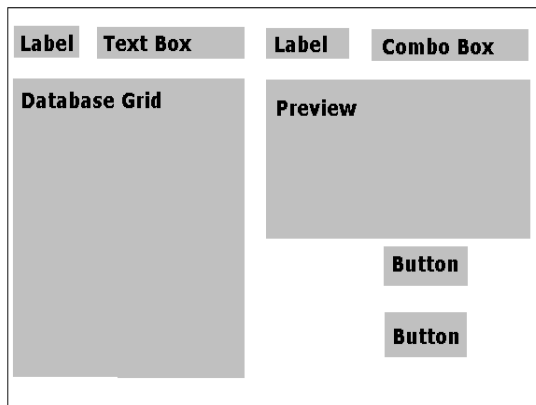 Label Text Box Label Combo Box
Database Grid
Preview
Button
Button